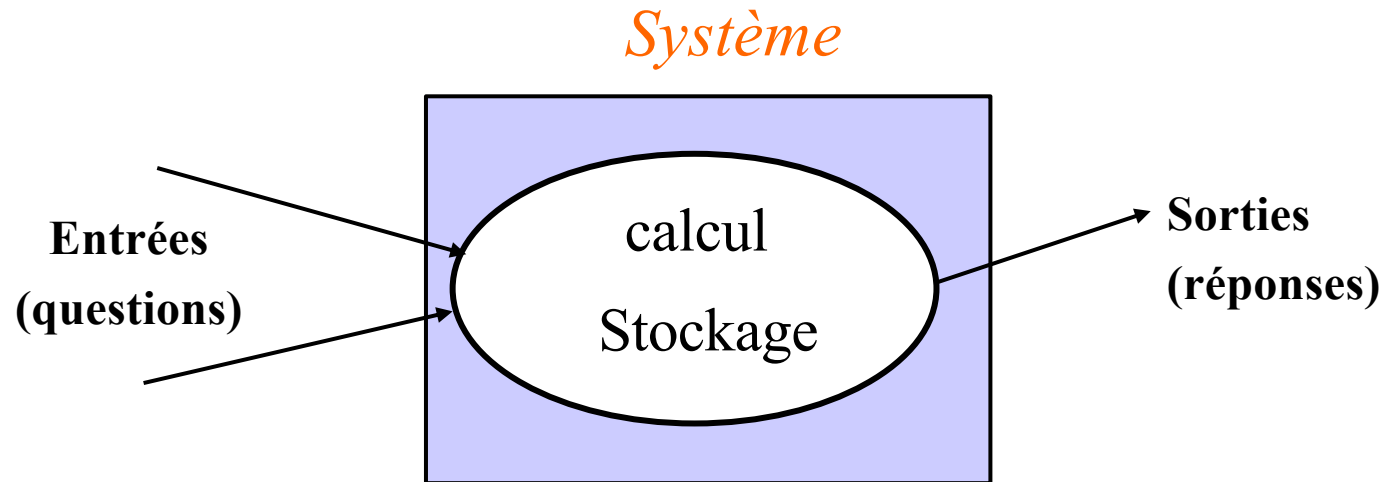 Système
Entrées
(questions)
calcul
Stockage
Sorties
(réponses)